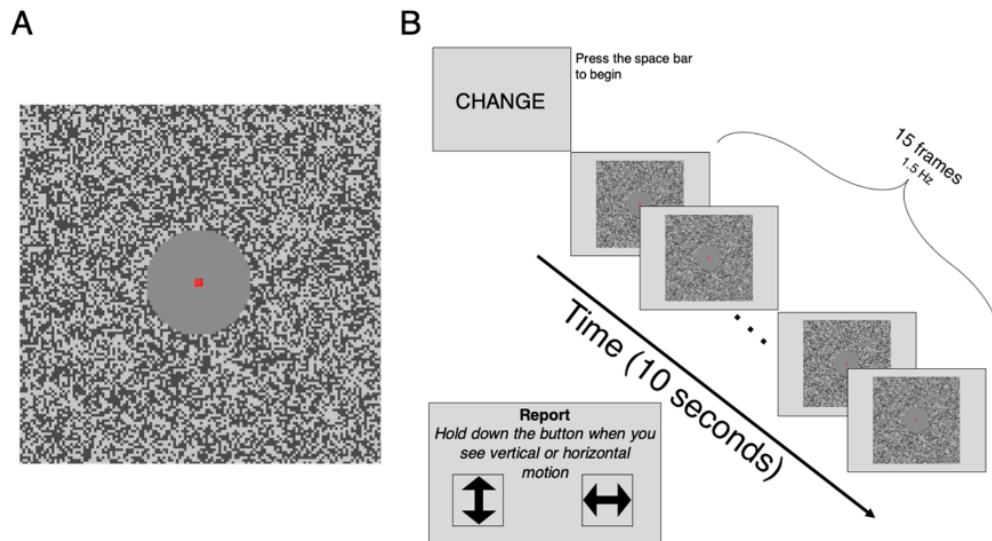 A
B
CHANGE
Press the space bar
to begin
15 frames
1.5 Hz
Time (10 seconds)
Report
Hold down the button when you
see vertical or horizontal
motion